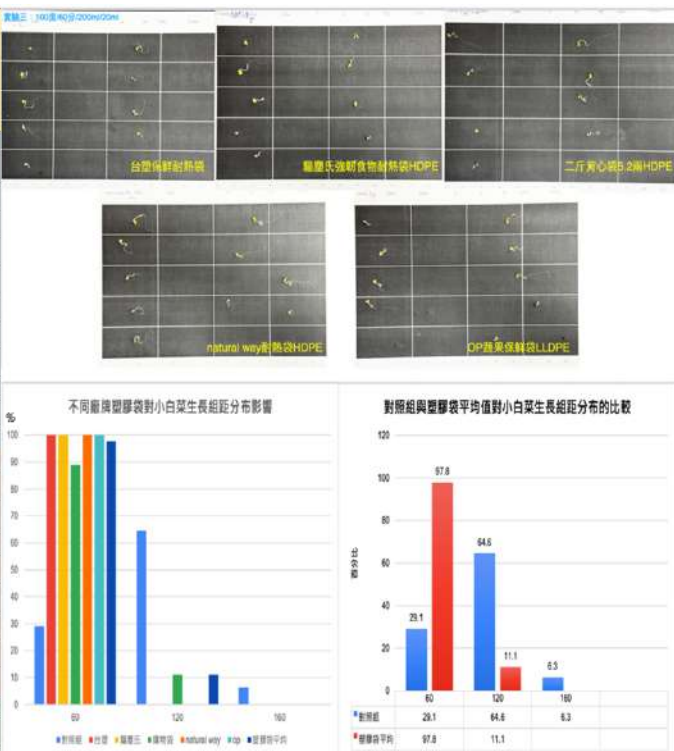 實驗三：100度/60分/200ml/20ml
台塑保鮮耐熱袋
驅塵氏強韌食物耐熱袋HDPE
二斤背心袋5.2兩HDPE
natural way耐熱袋HDPE
OP蔬果保鮮袋LLDPE
不同廠牌塑膠袋對小白菜生長組距分布影響
%
100
90
80
70
60
50
40
30
20
10
0
60 120 160
對照組 台塑 驅塵三 購物袋 natural way op 塑膠袋平均
對照組與塑膠袋平均值對小白菜生長組距分布的比較
百分比
120
100
80
60
40
20
0
29.1 97.8 64.6 11.1 6.3
60 120 160
對照組 29.1 64.6 6.3
塑膠袋平均 97.8 11.1